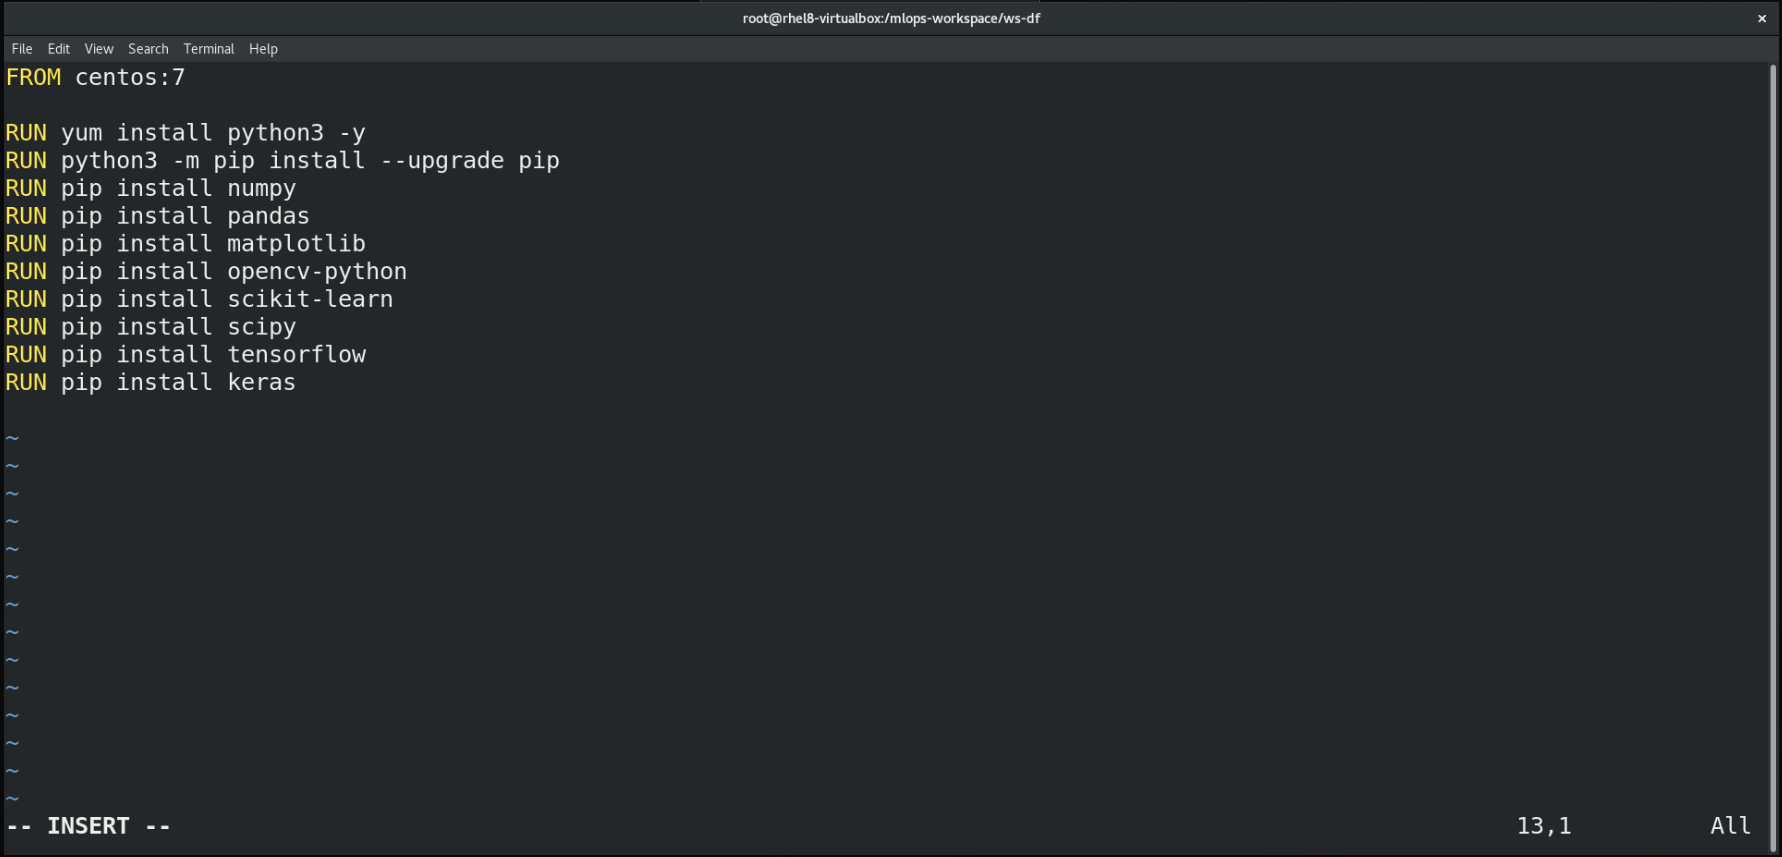 root@rhel8-virtualbox:/mlops-workspace/ws-df ×
File Edit View Search Terminal Help
FROM centos:7
RUN yum install python3 -y
RUN python3 -m pip install --upgrade pip
RUN pip install numpy
RUN pip install pandas
RUN pip install matplotlib
RUN pip install opencv-python
RUN pip install scikit-learn
RUN pip install scipy
RUN pip install tensorflow
RUN pip install keras
~
~
~
~
~
~
~
~
~
~
~
~
~
~
-- INSERT -- 13,1 All